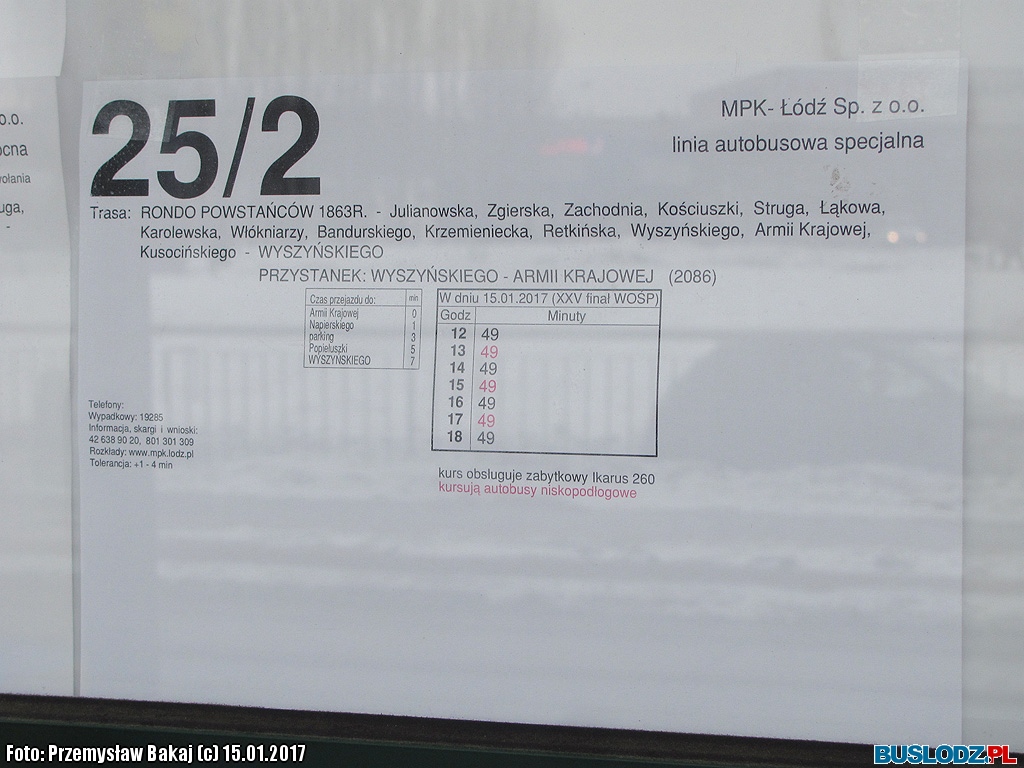 o.o.
ocna
wolania
uga,
-
25/2
MPK- Łódź Sp. z o.o.
linia autobusowa specjalna
Trasa: RONDO POWSTAŃCÓW 1863R. - Julianowska, Zgierska, Zachodnia, Kościuszki, Struga, Łąkowa,
Karolewska, Włókniarzy, Bandurskiego, Krzemieniecka, Retkińska, Wyszyńskiego, Armii Krajowej,
Kusocińskiego - WYSZYŃSKIEGO
PRZYSTANEK: WYSZYŃSKIEGO - ARMII KRAJOWEJ (2086)
Czas przejazdu do: min
Armii Krajowej 0
Napierskiego 1
parking 3
Popiełuszki 5
WYSZYŃSKIEGO 7
W dniu 15.01.2017 (XXV finał WOSP)
Godz Minuty
12 49
13 49
14 49
15 49
16 49
17 49
18 49
Telefony:
Wypadkowy: 19285
Informacja, skargi i wnioski:
42 638 90 20, 801 301 309
Rozkłady: www.mpk.lodz.pl
Tolerancja: +1 - 4 min
kurs obsługuje zabytkowy Ikarus 260
kursują autobusy niskopodłogowe
Foto: Przemysław Bakaj (c) 15.01.2017
BUSLODZ.PL